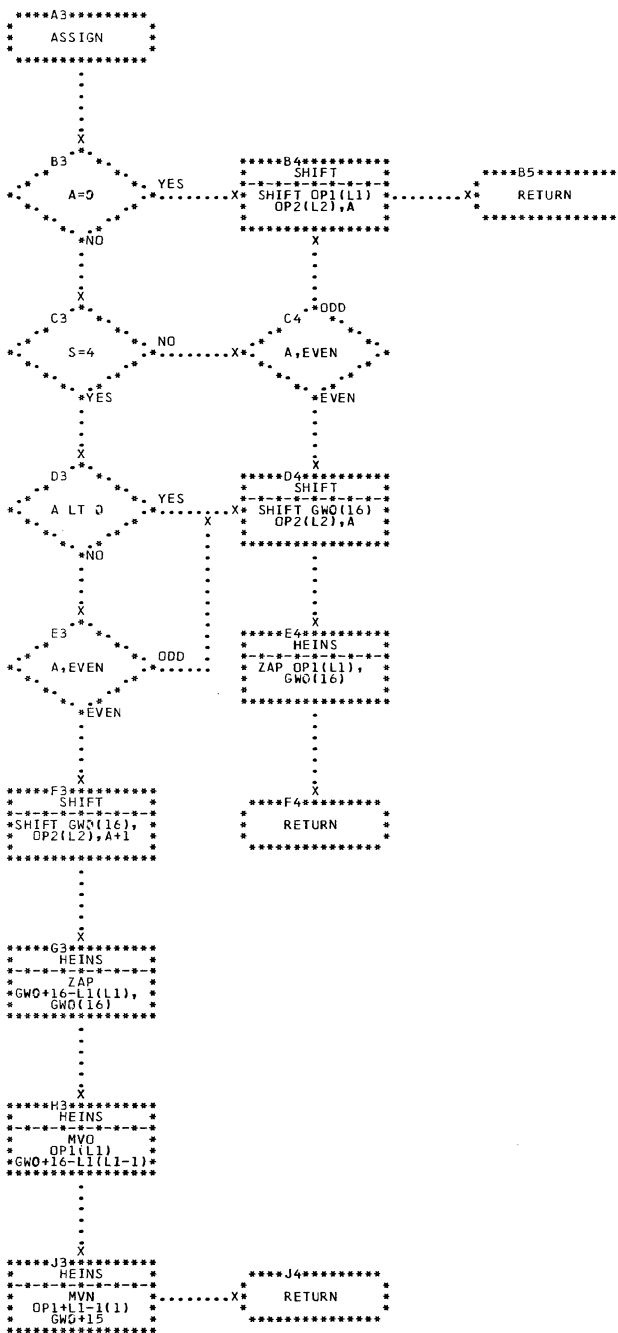 A3
ASSIGN
B3
A=0
YES
NO
B4
SHIFT
SHIFT OP1(L1)
OP2(L2),A
B5
RETURN
C3
S=4
NO
YES
C4
ODD
A,EVEN
EVEN
D3
A LT 0
YES
NO
D4
SHIFT
SHIFT GWO(16)
OP2(L2),A
E3
A,EVEN
ODD
EVEN
E4
HEINS
ZAP OP1(L1),
GWO(16)
F3
SHIFT
SHIFT GWO(16),
OP2(L2),A+1
F4
RETURN
G3
HEINS
ZAP
GWO+16-L1(L1),
GWO(16)
H3
HEINS
MVO
OP1(L1)
GWO+16-L1(L1-1)
J3
HEINS
MVN
OP1+L1-1(1)
GWO+15
J4
RETURN